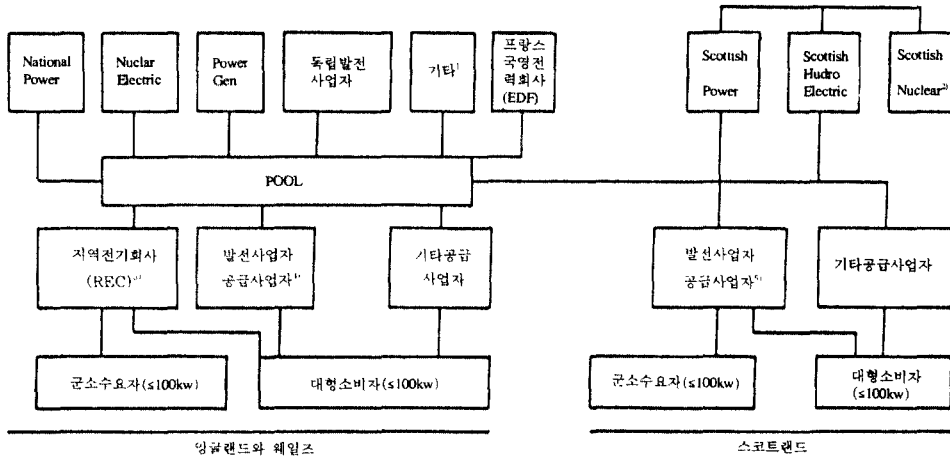 National
Power
Nuclar
Electric
Power
Gen
독립발전
사업자
기타¹⁾
프랑스
국영전
력회사
(EDF)
Scottish
Power
Scottish
Hudro
Electric
Scottish
Nuclear²⁾
POOL
지역전기회사
(REC)³⁾
발전사업자
공급사업자⁴⁾
기타공급
사업자
발전사업자
공급사업자⁵⁾
기타공급사업자
군소수요자(≤100kw)
대형소비자(≤100kw)
군소수요자(≤100kw)
대형소비자
(≤100kw)
잉글랜드와 웨일즈
스코트랜드